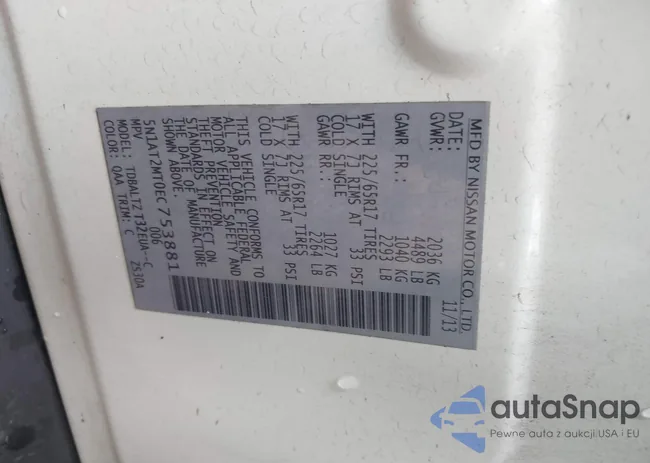 MFD BY NISSAN MOTOR CO., LTD.
DATE: 11/13
GVWR: 2036 KG
4489 LB
GAWR FR.: 1040 KG
2293 LB
WITH 225/65R17 TIRES
17 X 7J RIMS AT 33 PSI
COLD SINGLE
GAWR RR.: 1027 KG
2264 LB
WITH 225/65R17 TIRES
17 X 7J RIMS AT 33 PSI
COLD SINGLE
THIS VEHICLE CONFORMS TO
ALL APPLICABLE FEDERAL
MOTOR VEHICLE SAFETY AND
THEFT PREVENTION
STANDARDS IN EFFECT ON
THE DATE OF MANUFACTURE
SHOWN ABOVE.
5N1AT2MT0EC753881
MPV 006
MODEL: TDBALTZ T32EUA--C
COLOR: QAA TRIM: C ZS30A
autaSnap
Pewne auta z aukcji USA i EU